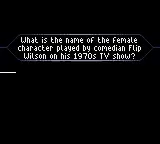 What is the name of the female
character played by comedian Flip
Wilson on his 1970s TV show?